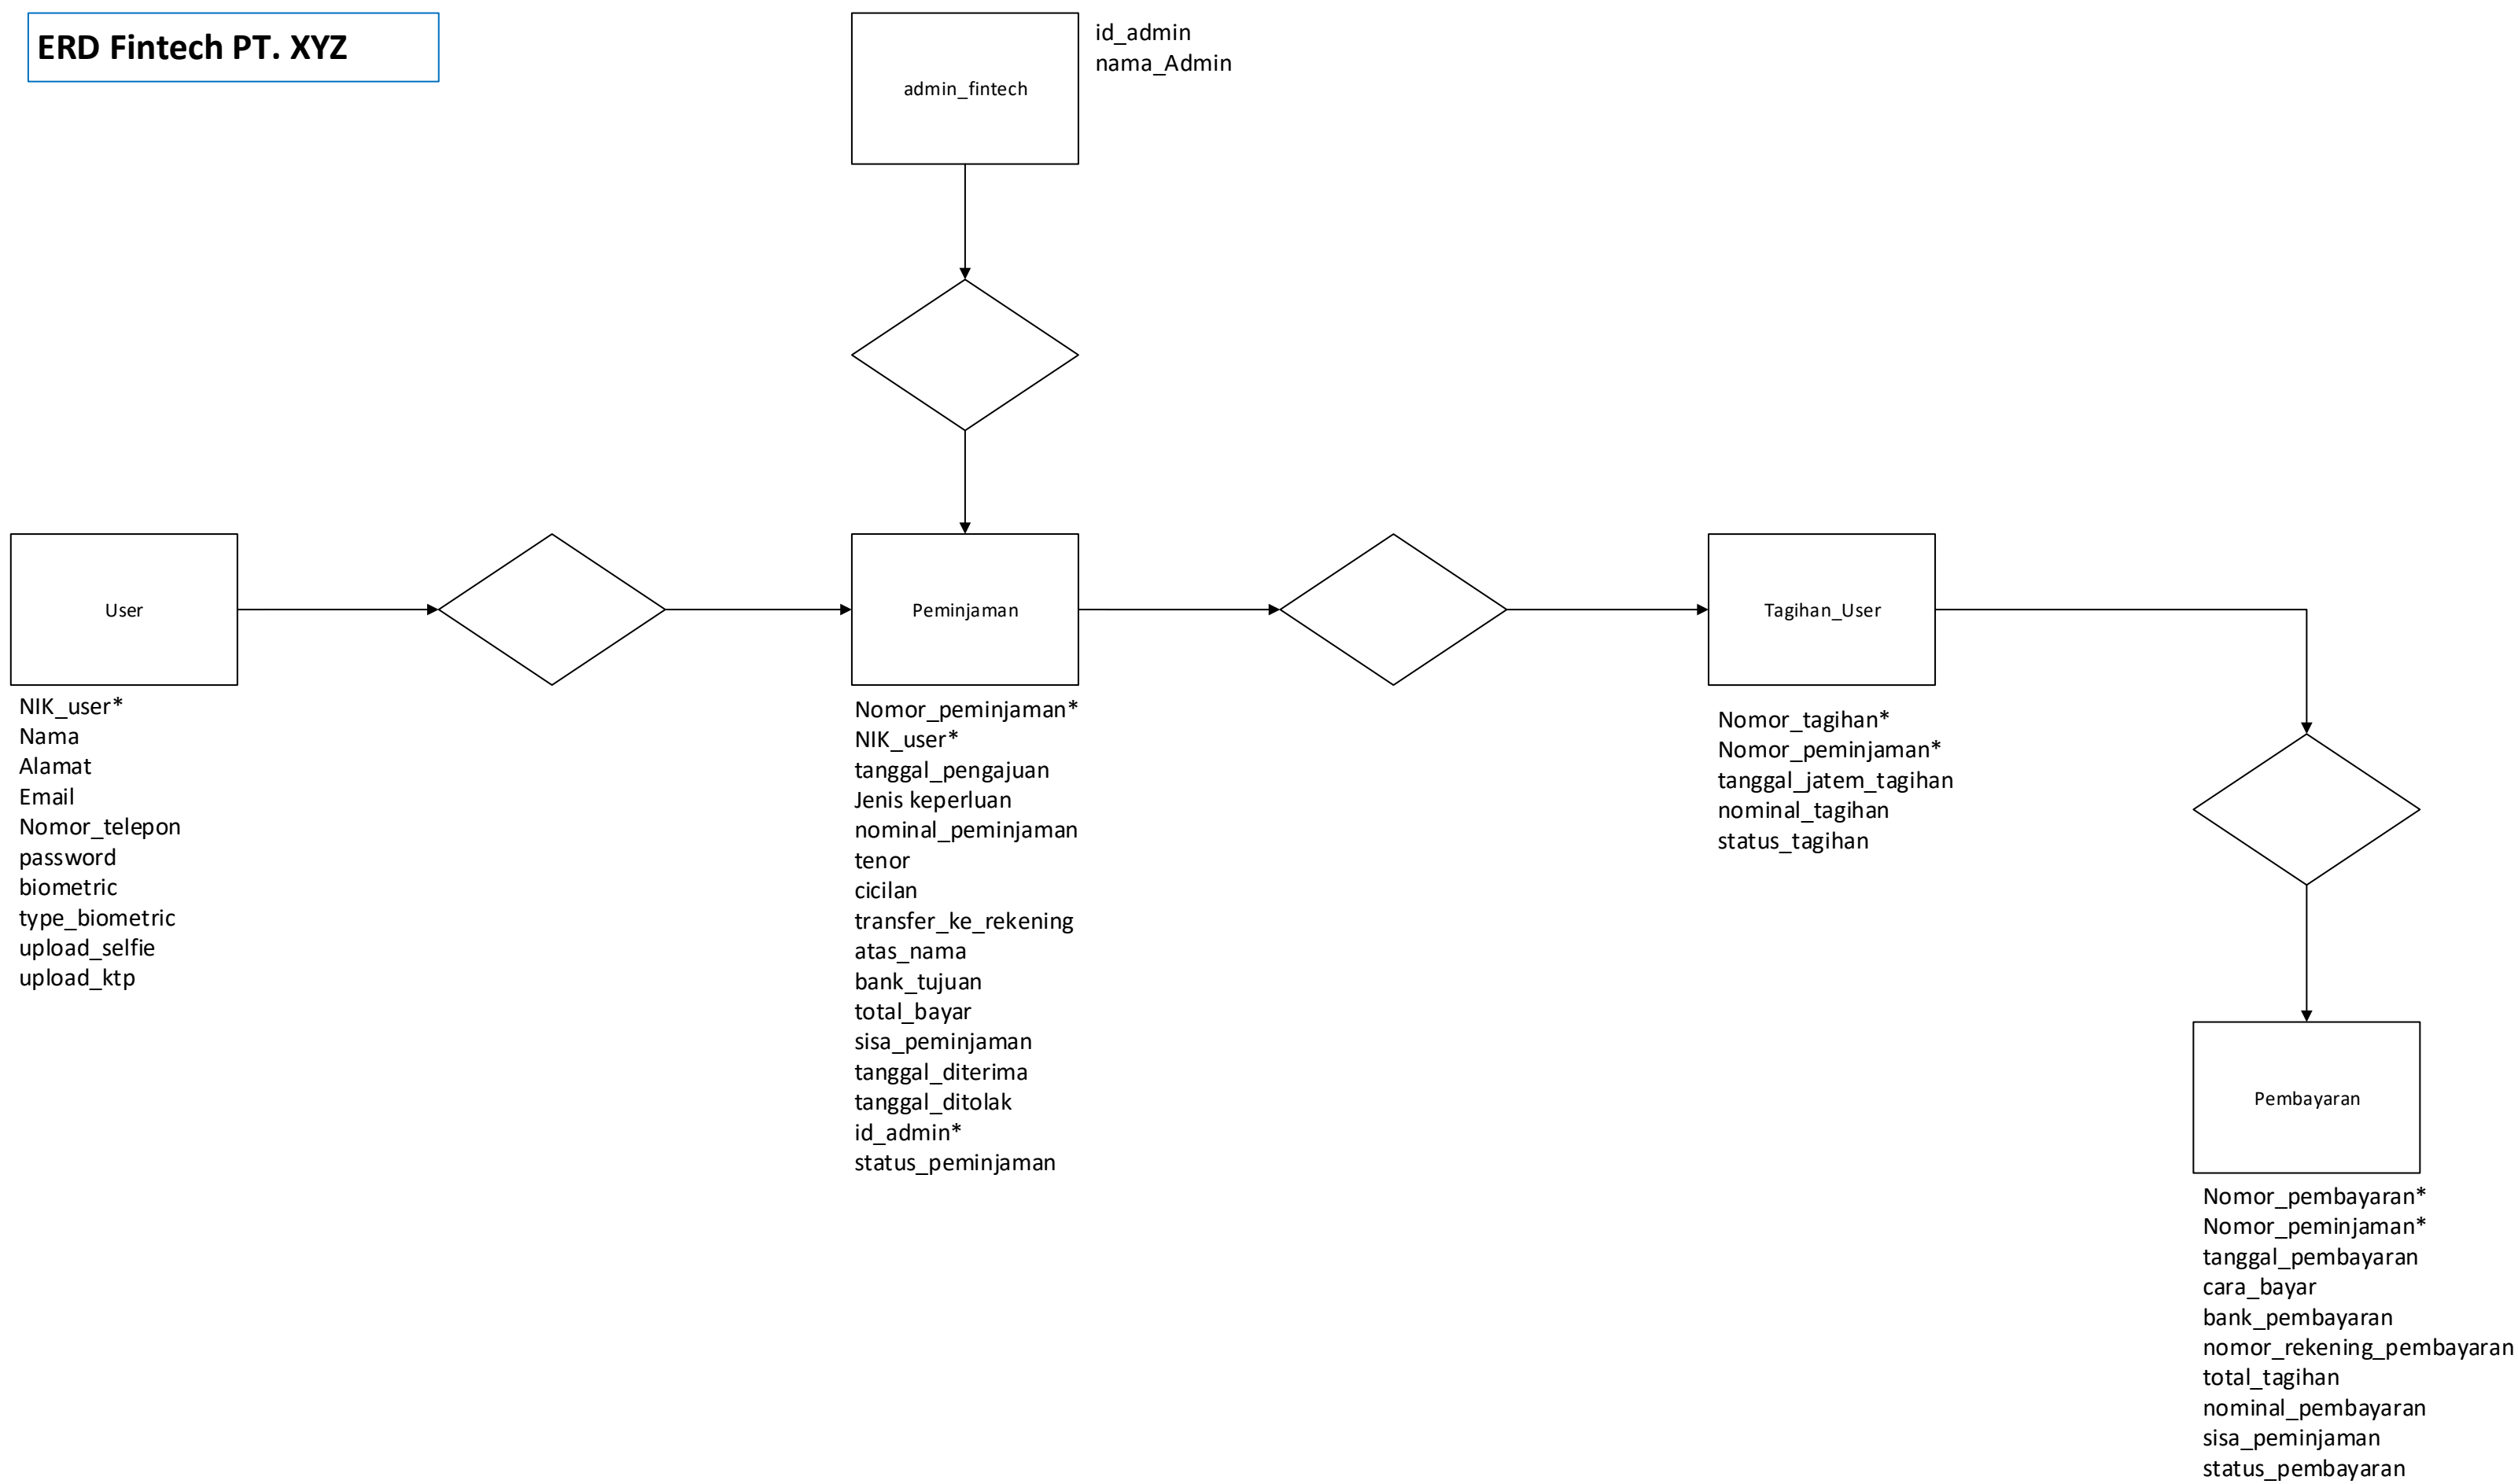 ERD Fintech PT. XYZ
admin_fintech
id_admin
nama_Admin
User
NIK_user*
Nama
Alamat
Email
Nomor_telepon
password
biometric
type_biometric
upload_selfie
upload_ktp
Peminjaman
Nomor_peminjaman*
NIK_user*
tanggal_pengajuan
Jenis keperluan
nominal_peminjaman
tenor
cicilan
transfer_ke_rekening
atas_nama
bank_tujuan
total_bayar
sisa_peminjaman
tanggal_diterima
tanggal_ditolak
id_admin*
status_peminjaman
Tagihan_User
Nomor_tagihan*
Nomor_peminjaman*
tanggal_jatem_tagihan
nominal_tagihan
status_tagihan
Pembayaran
Nomor_pembayaran*
Nomor_peminjaman*
tanggal_pembayaran
cara_bayar
bank_pembayaran
nomor_rekening_pembayaran
total_tagihan
nominal_pembayaran
sisa_peminjaman
status_pembayaran